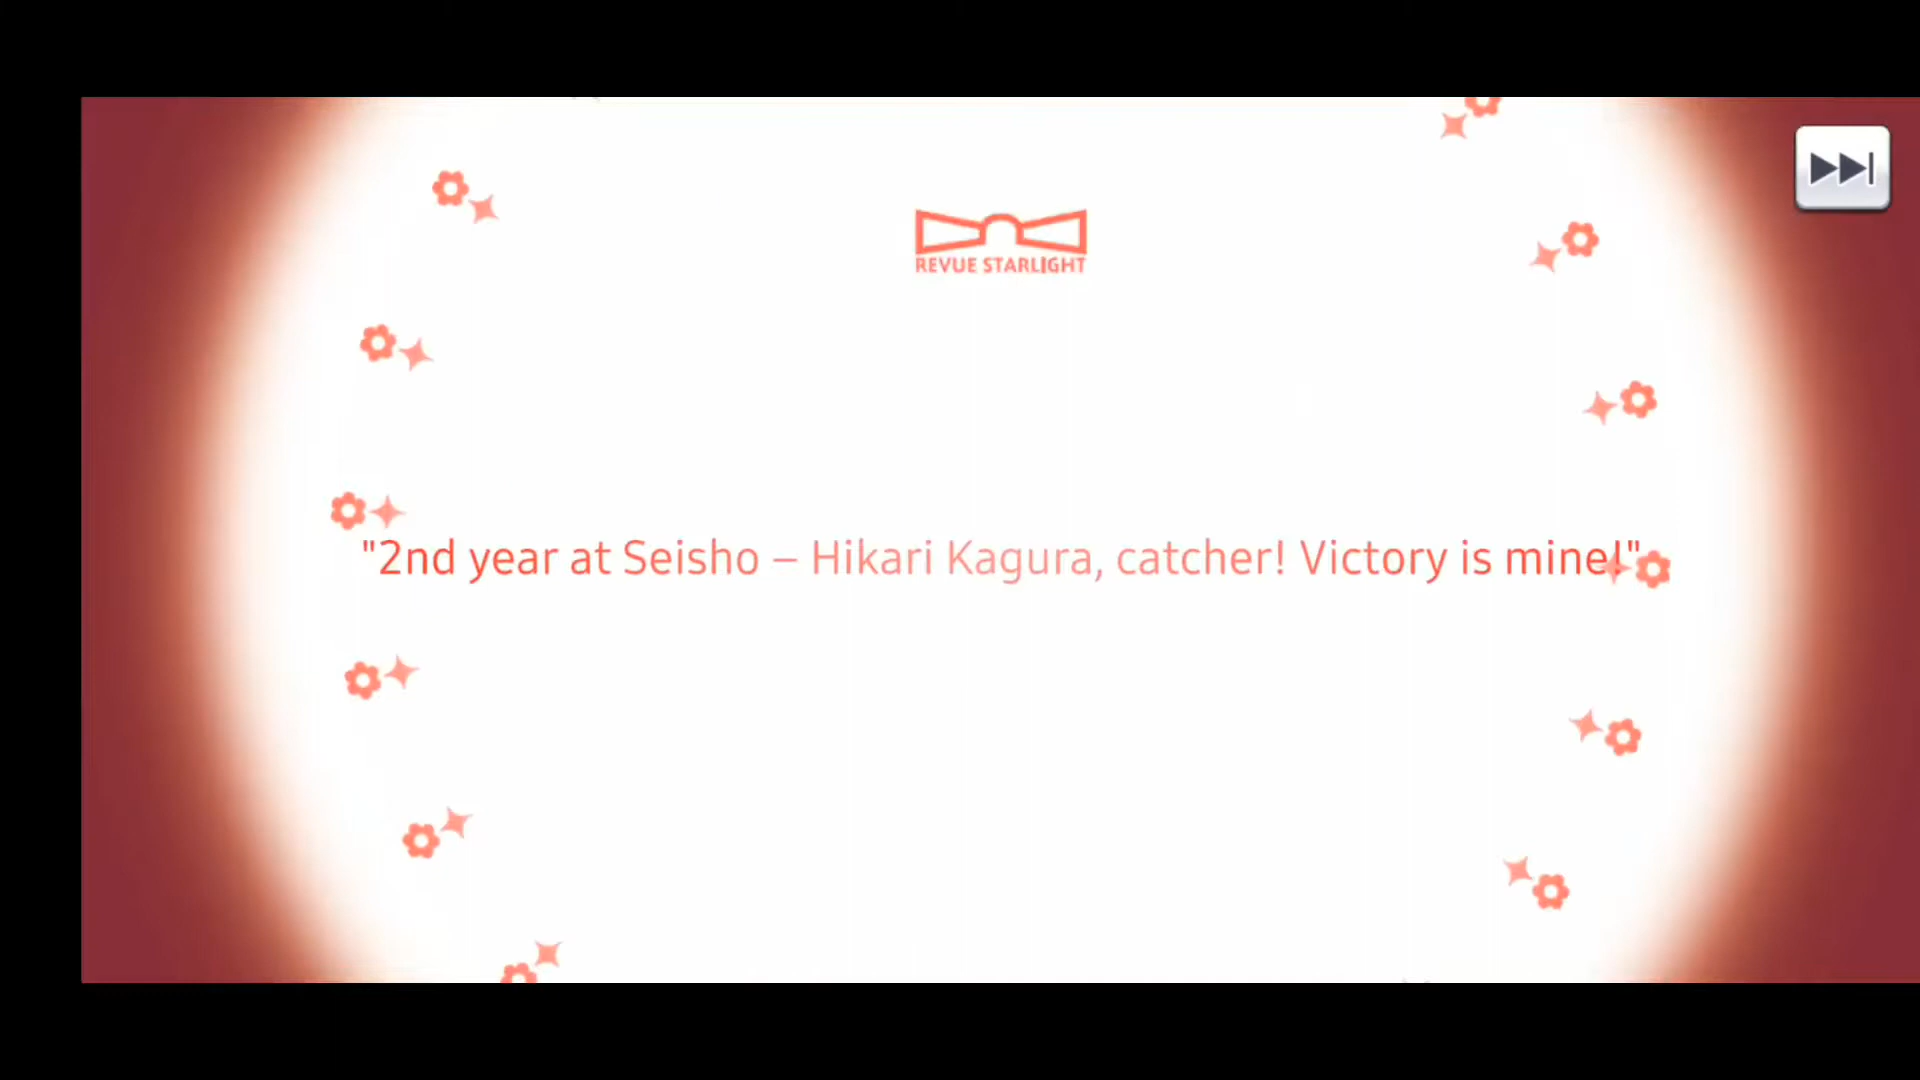 REVUE STARLIGHT
"2nd year at Seisho – Hikari Kagura, catcher! Victory is mine!"